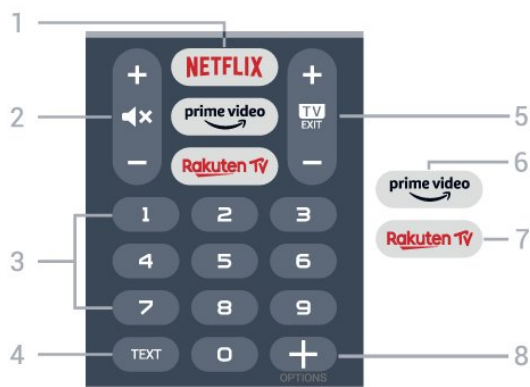 1
+ NETFLIX +
2 prime video TV EXIT 5
- Rakuten TV -
6
prime video
1 2 3
Rakuten TV 7
3 4 5 6
7 8 9
4 TEXT 0 + 8
OPTIONS